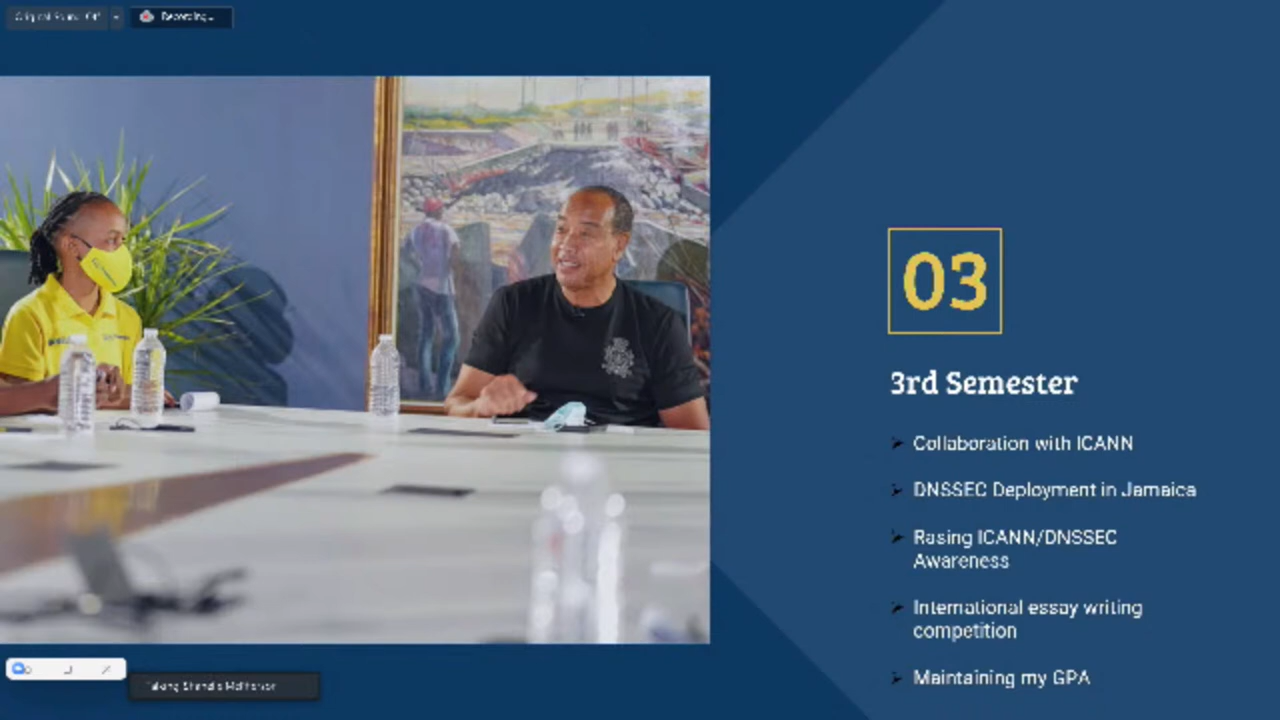 Recording...
03
3rd Semester
Collaboration with ICANN
DNSSEC Deployment in Jamaica
Rasing ICANN/DNSSEC
Awareness
International essay writing
competition
Maintaining my GPA